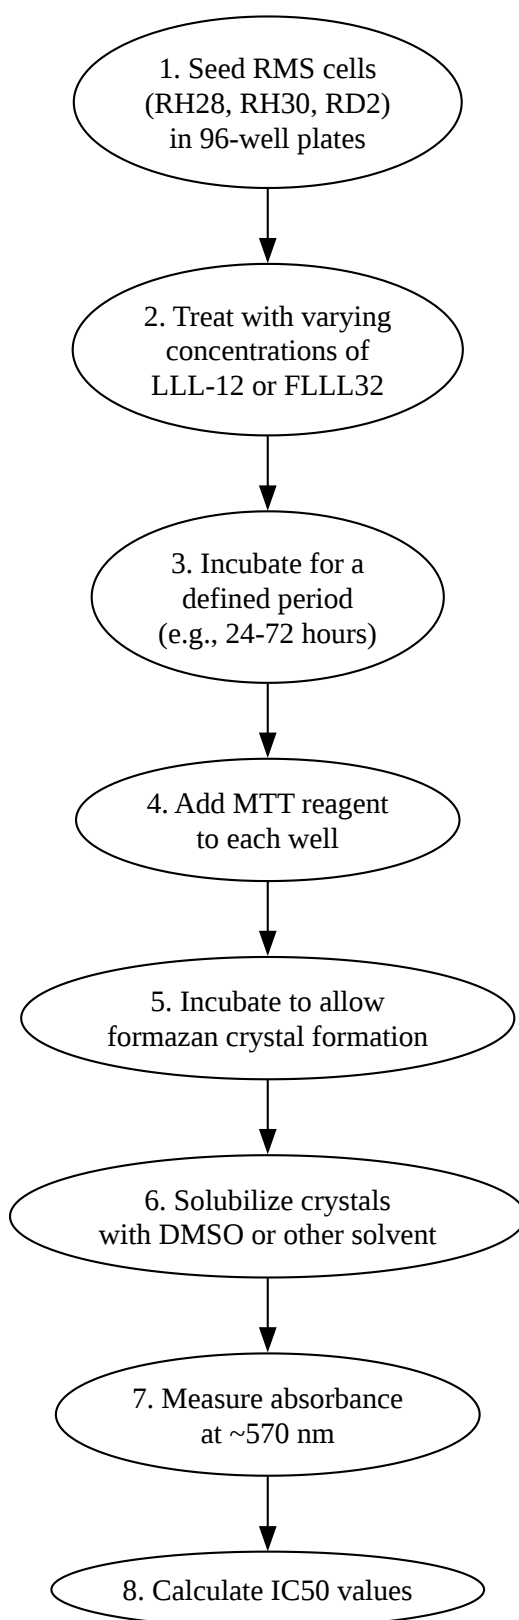 1. Seed RMS cells
(RH28, RH30, RD2)
in 96-well plates
2. Treat with varying
concentrations of
LLL-12 or FLLL32
3. Incubate for a
defined period
(e.g., 24-72 hours)
4. Add MTT reagent
to each well
5. Incubate to allow
formazan crystal formation
6. Solubilize crystals
with DMSO or other solvent
7. Measure absorbance
at ~570 nm
8. Calculate IC50 values